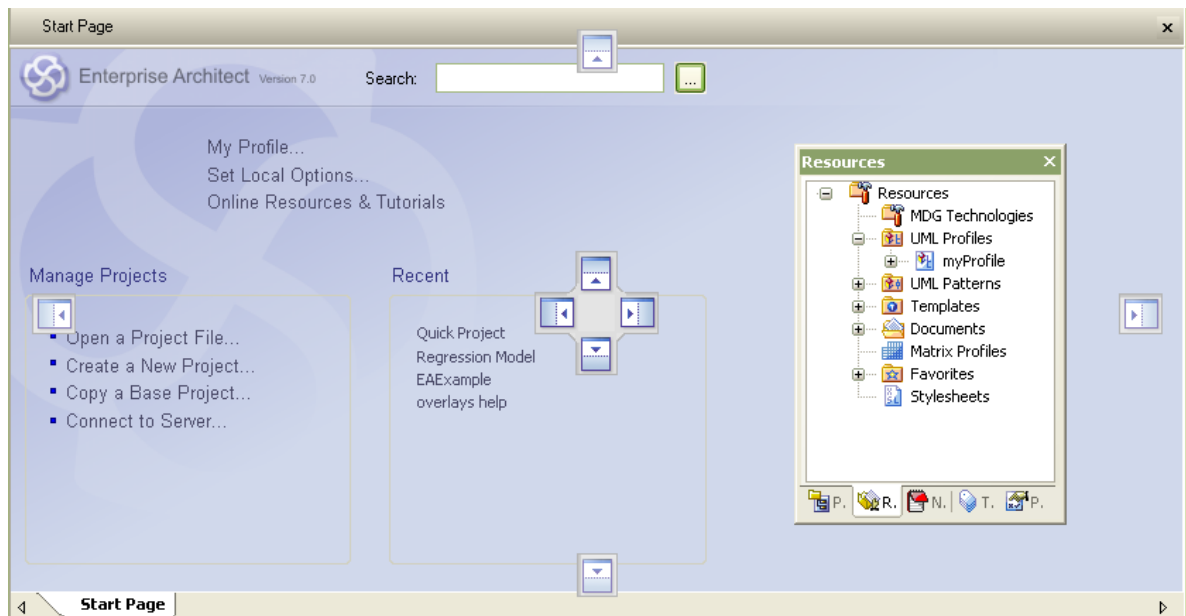 Start Page
Enterprise Architect Version 7.0
Search:
...
My Profile...
Set Local Options...
Online Resources & Tutorials
Manage Projects
Open a Project File...
Create a New Project...
Copy a Base Project...
Connect to Server...
Recent
Quick Project
Regression Model
EAExample
overlays help
Resources
Resources
MDG Technologies
UML Profiles
myProfile
UML Patterns
Templates
Documents
Matrix Profiles
Favorites
Stylesheets
P. R. N. T. P.
Start Page